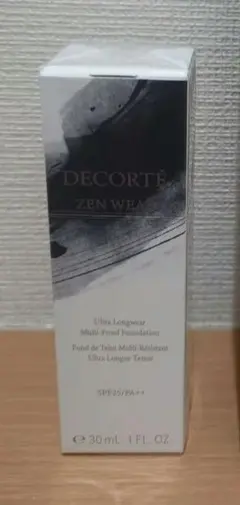 DECORTÉ
ZEN WEAR
Ultra Longwear
Multi-Proof Foundation
Fond de Teint Multi-Résistant
Ultra Longue Tenue
SPF25/PA++
℮ 30 mL 1 FL. OZ.